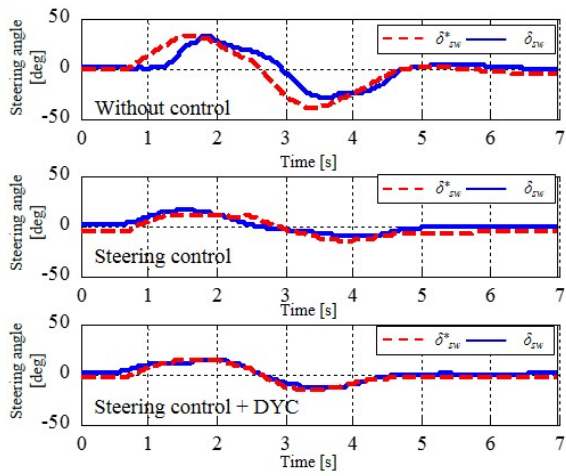 Steering angle
[deg]
50
0
-50
δ*sw δsw
Without control
0 1 2 3 4 5 6 7
Time [s]
Steering angle
[deg]
50
0
-50
δ*sw δsw
Steering control
0 1 2 3 4 5 6 7
Time [s]
Steering angle
[deg]
50
0
-50
δ*sw δsw
Steering control + DYC
0 1 2 3 4 5 6 7
Time [s]